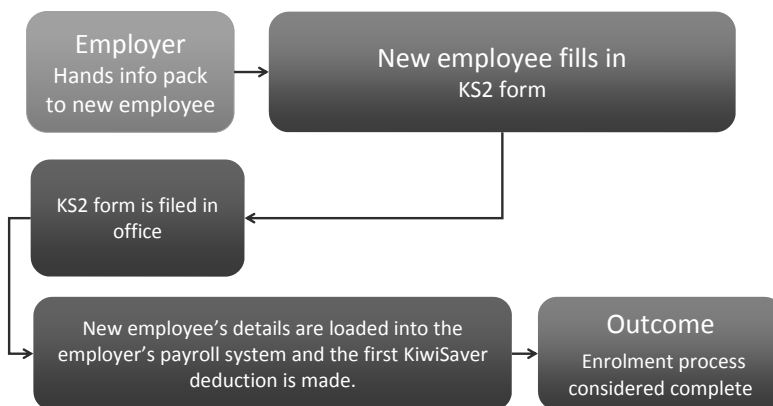 Employer
Hands info pack
to new employee
New employee fills in
KS2 form
KS2 form is filed in
office
New employee’s details are loaded into the
employer’s payroll system and the first KiwiSaver
deduction is made.
Outcome
Enrolment process
considered complete